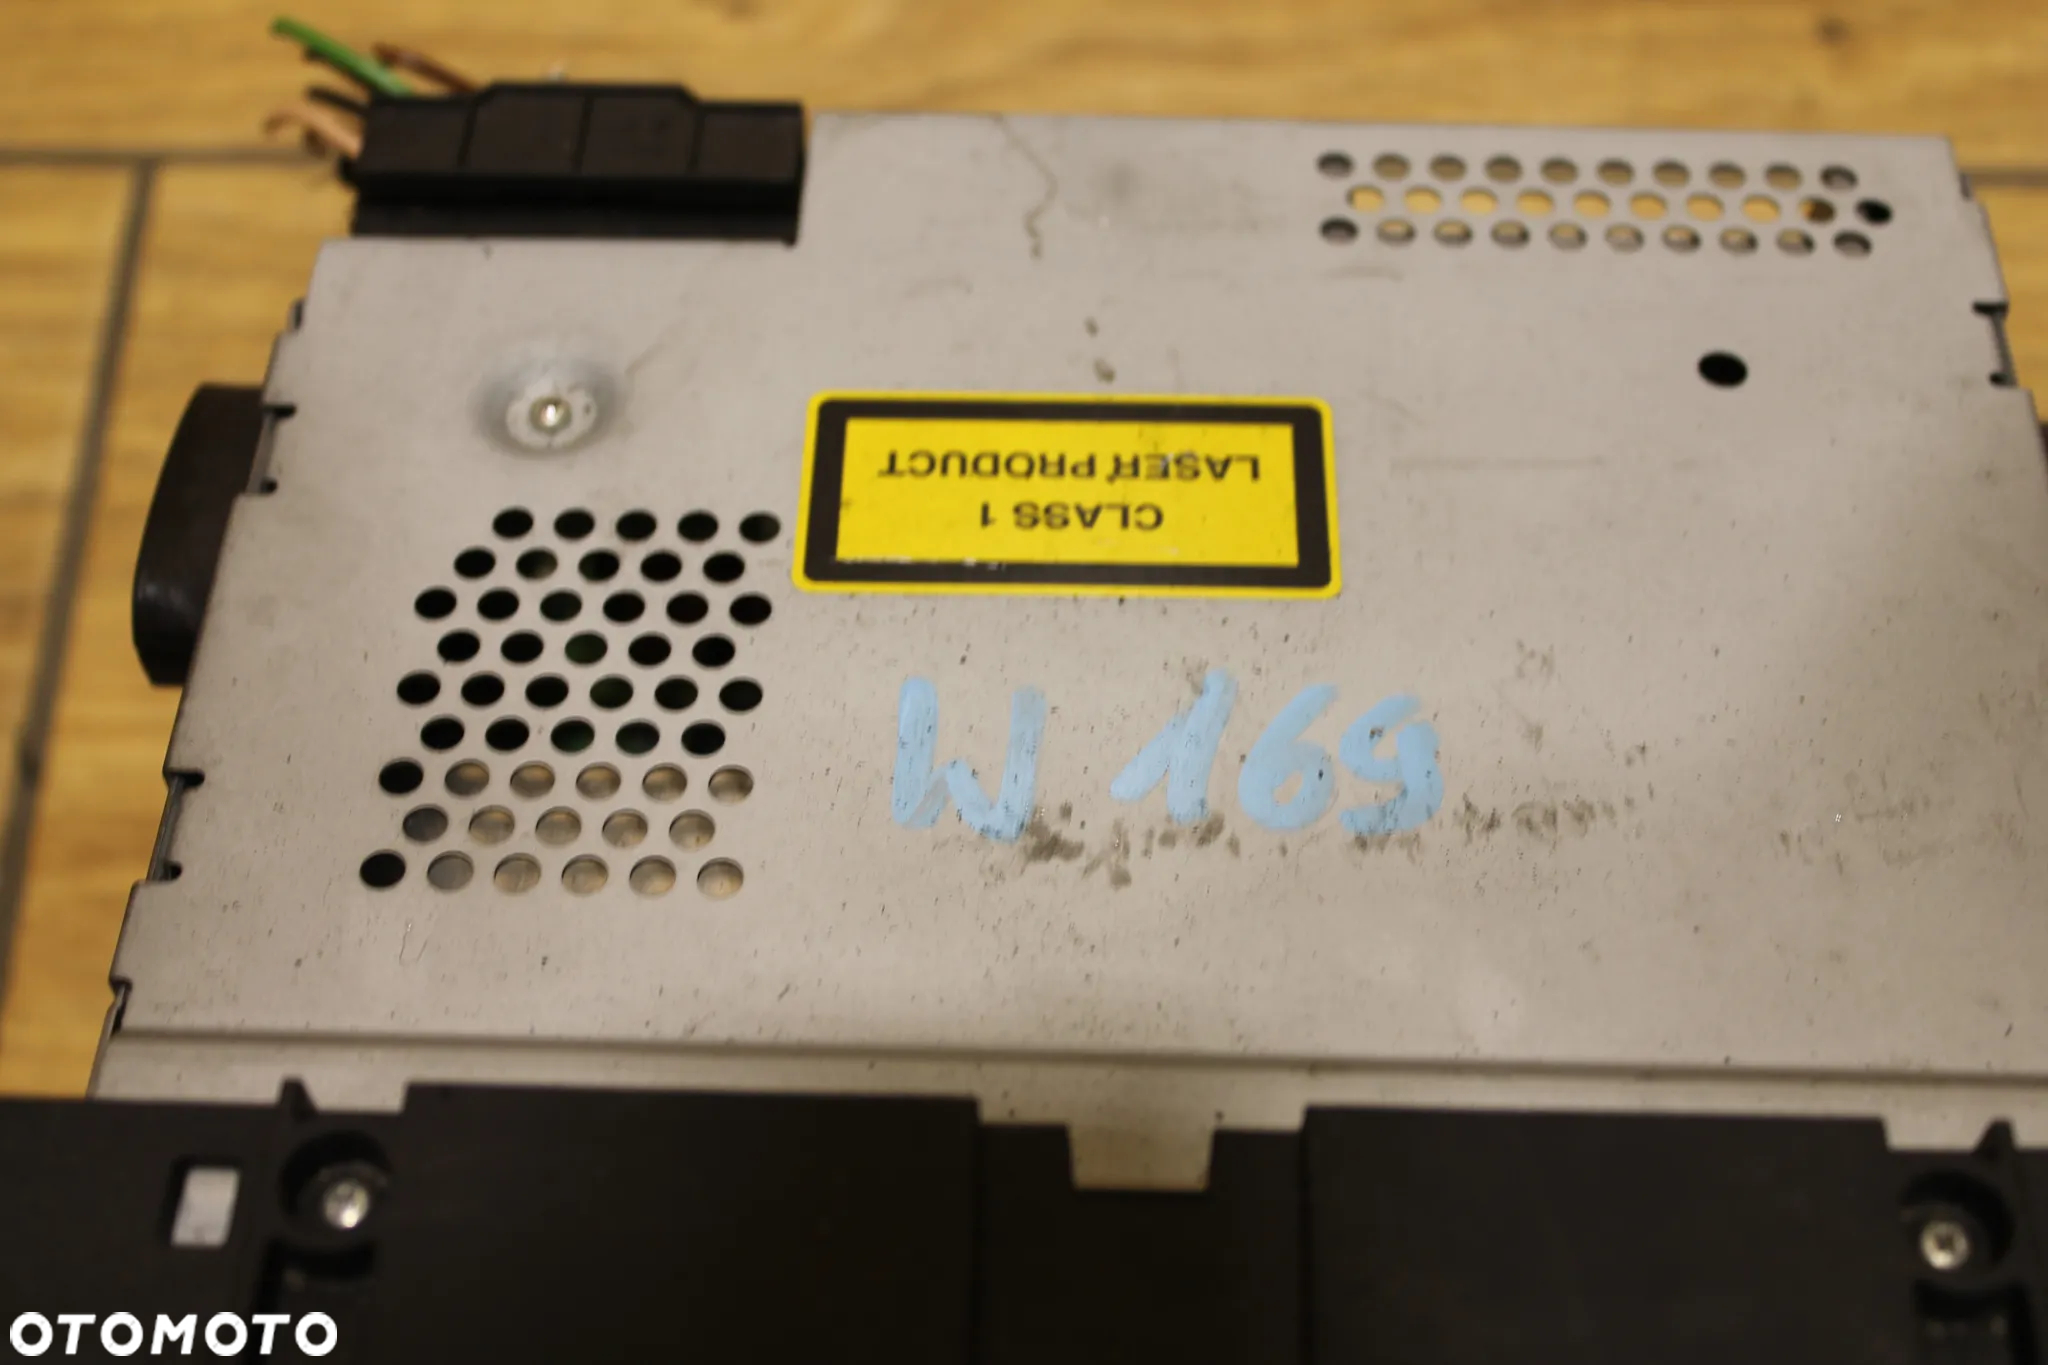 CLASS 1
LASER PRODUCT
W 169
OTOMOTO